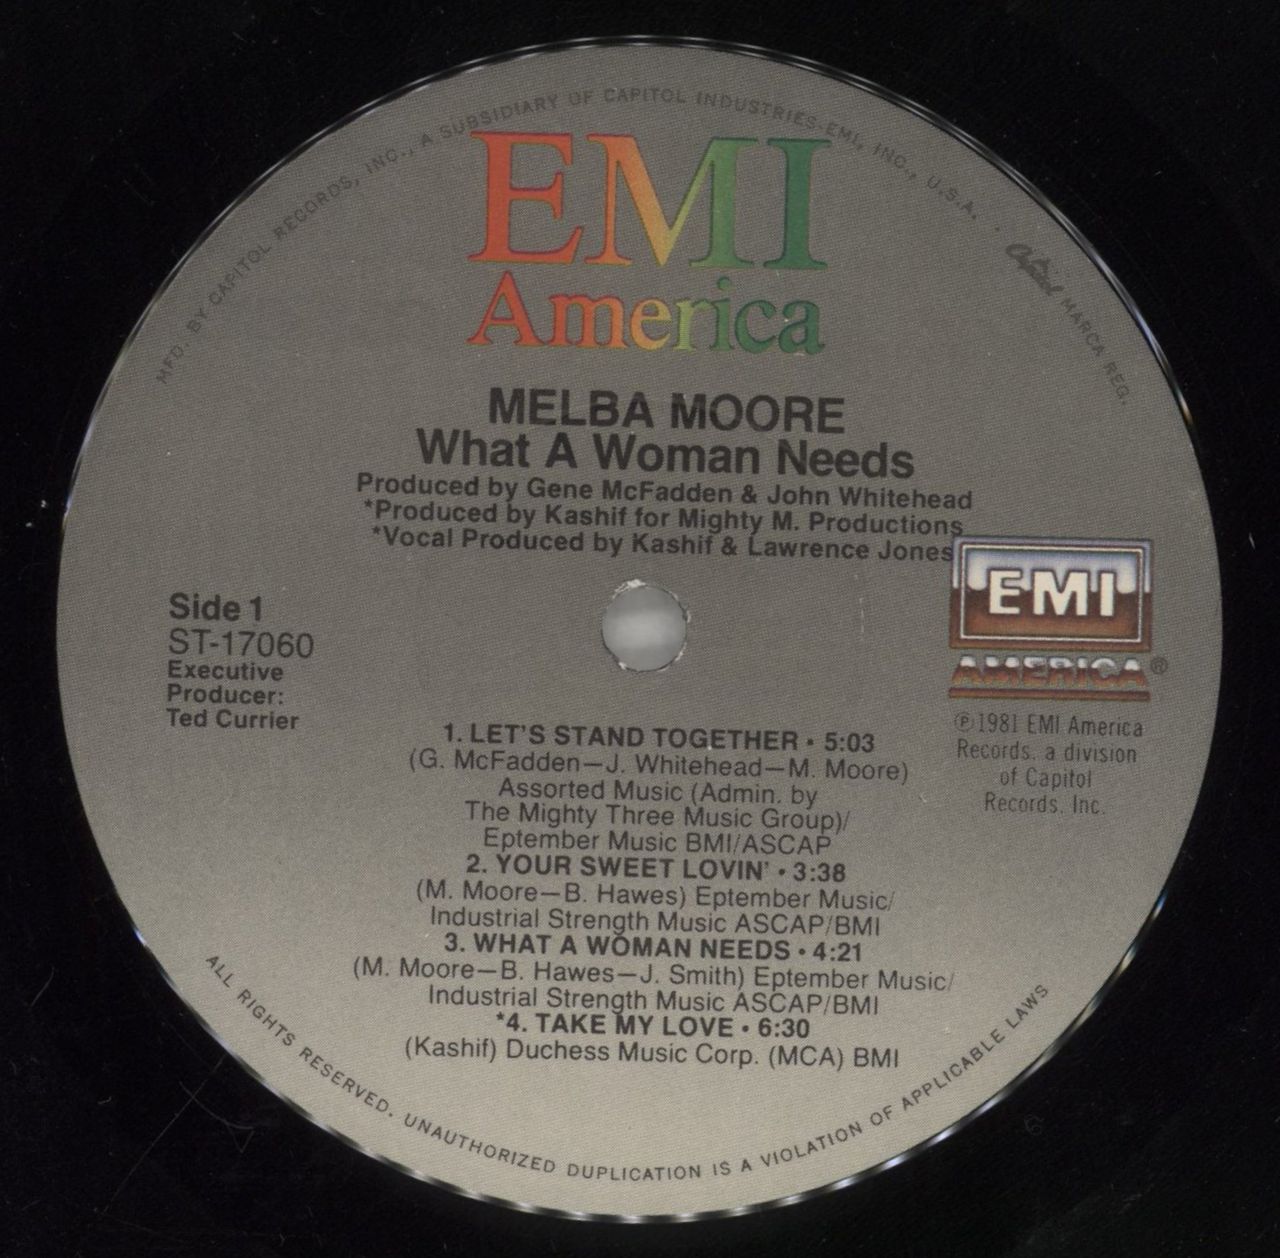 MFD. BY CAPITOL RECORDS, INC., A SUBSIDIARY OF CAPITOL INDUSTRIES-EMI, INC., U.S.A. · Capitol MARCA REG.
EMI
America
MELBA MOORE
What A Woman Needs
Produced by Gene McFadden & John Whitehead
*Produced by Kashif for Mighty M. Productions
*Vocal Produced by Kashif & Lawrence Jones
EMI
AMERICA®
Side 1
ST-17060
Executive
Producer:
Ted Currier
℗1981 EMI America
Records, a division
of Capitol
Records, Inc.
1. LET'S STAND TOGETHER · 5:03
(G. McFadden—J. Whitehead—M. Moore)
Assorted Music (Admin. by
The Mighty Three Music Group)/
Eptember Music BMI/ASCAP
2. YOUR SWEET LOVIN' · 3:38
(M. Moore—B. Hawes) Eptember Music/
Industrial Strength Music ASCAP/BMI
3. WHAT A WOMAN NEEDS · 4:21
(M. Moore—B. Hawes—J. Smith) Eptember Music/
Industrial Strength Music ASCAP/BMI
*4. TAKE MY LOVE · 6:30
(Kashif) Duchess Music Corp. (MCA) BMI
ALL RIGHTS RESERVED. UNAUTHORIZED DUPLICATION IS A VIOLATION OF APPLICABLE LAWS